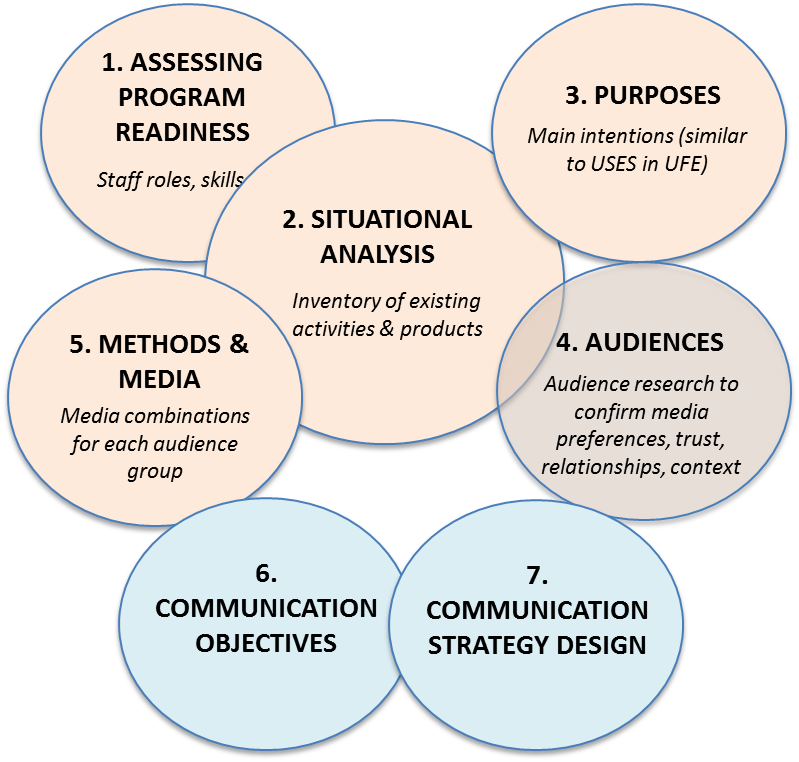 1. ASSESSING
PROGRAM
READINESS
Staff roles, skills
2. SITUATIONAL
ANALYSIS
Inventory of existing
activities & products
3. PURPOSES
Main intentions (similar
to USES in UFE)
4. AUDIENCES
Audience research to
confirm media
preferences, trust,
relationships, context
5. METHODS &
MEDIA
Media combinations
for each audience
group
6.
COMMUNICATION
OBJECTIVES
7.
COMMUNICATION
STRATEGY DESIGN